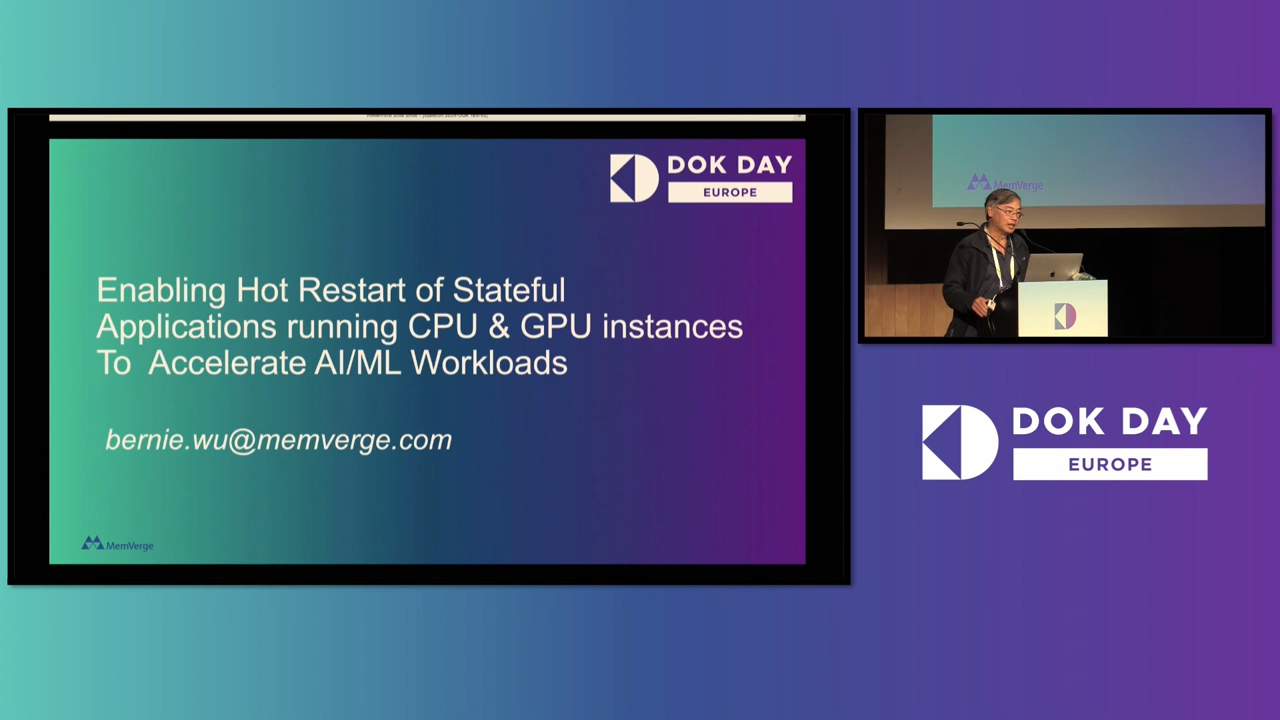 DOK DAY
EUROPE
Enabling Hot Restart of Stateful
Applications running CPU & GPU instances
To Accelerate AI/ML Workloads
bernie.wu@memverge.com
MemVerge
MemVerge
DOK DAY
EUROPE